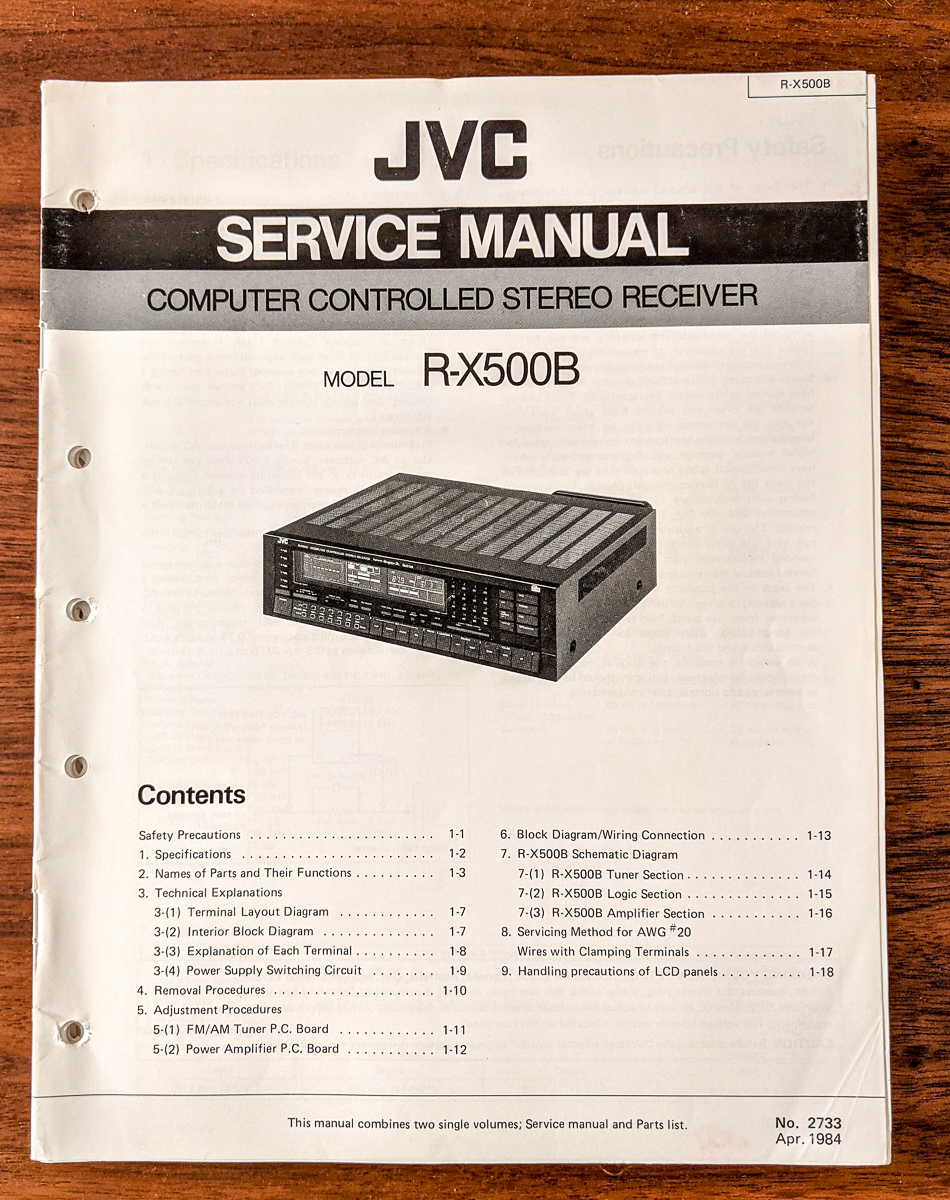 R-X500B
JVC
SERVICE MANUAL
COMPUTER CONTROLLED STEREO RECEIVER
MODEL R-X500B
JVC
Contents
Safety Precautions . . . . . . . . . . . . . . . . . . . . . . . 1-1
1. Specifications . . . . . . . . . . . . . . . . . . . . . . . . 1-2
2. Names of Parts and Their Functions . . . . . . . . . . 1-3
3. Technical Explanations
3-(1) Terminal Layout Diagram . . . . . . . . . . . . 1-7
3-(2) Interior Block Diagram . . . . . . . . . . . . . . 1-7
3-(3) Explanation of Each Terminal . . . . . . . . . . 1-8
3-(4) Power Supply Switching Circuit . . . . . . . . 1-9
4. Removal Procedures . . . . . . . . . . . . . . . . . . . . 1-10
5. Adjustment Procedures
5-(1) FM/AM Tuner P.C. Board . . . . . . . . . . . . 1-11
5-(2) Power Amplifier P.C. Board . . . . . . . . . . . 1-12
6. Block Diagram/Wiring Connection . . . . . . . . . . . 1-13
7. R-X500B Schematic Diagram
7-(1) R-X500B Tuner Section . . . . . . . . . . . . . . 1-14
7-(2) R-X500B Logic Section . . . . . . . . . . . . . . 1-15
7-(3) R-X500B Amplifier Section . . . . . . . . . . . 1-16
8. Servicing Method for AWG #20
Wires with Clamping Terminals . . . . . . . . . . . . . 1-17
9. Handling precautions of LCD panels . . . . . . . . . . 1-18
This manual combines two single volumes; Service manual and Parts list.
No. 2733
Apr. 1984